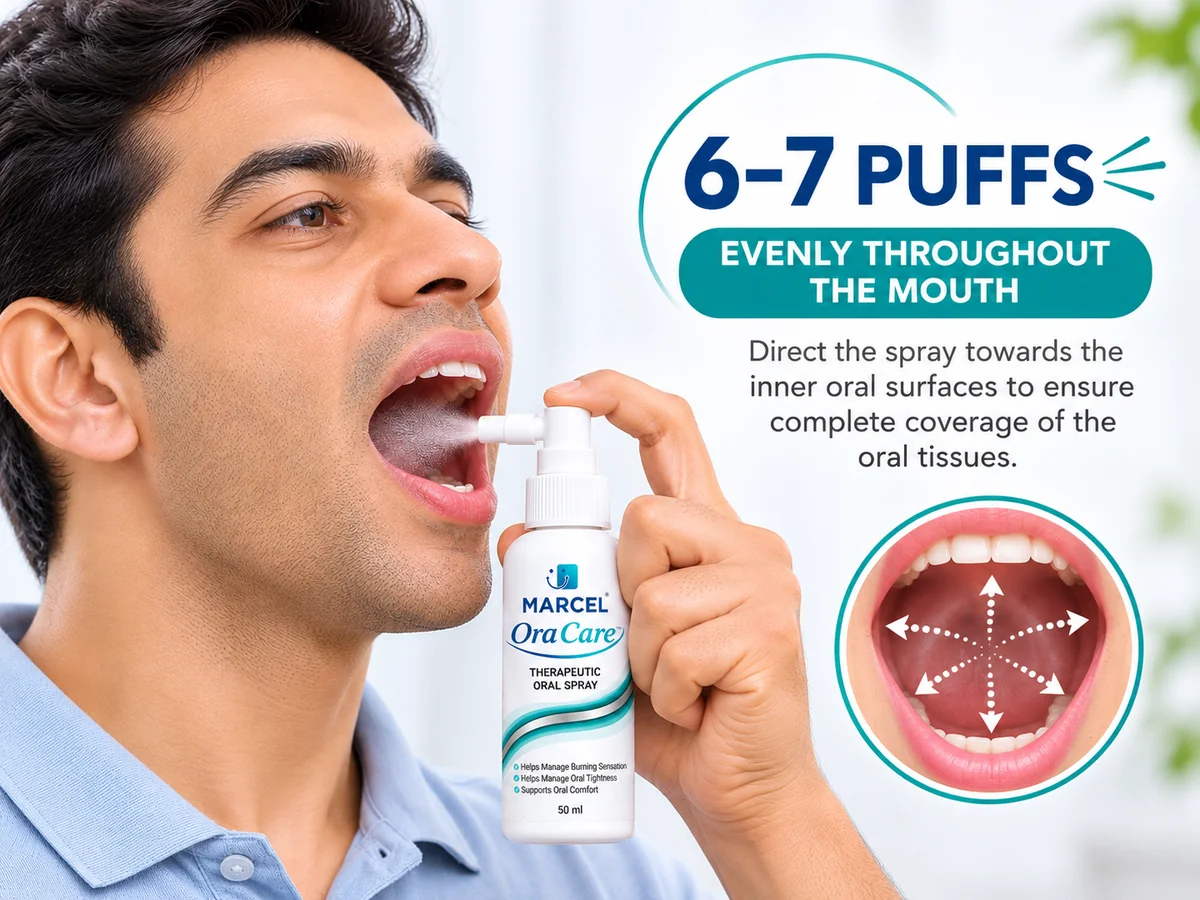 6–7 PUFFS
EVENLY THROUGHOUT
THE MOUTH
Direct the spray towards the
inner oral surfaces to ensure
complete coverage of the
oral tissues.
MARCEL®
OraCare™
THERAPEUTIC
ORAL SPRAY
Helps Manage Burning Sensation
Helps Manage Oral Tightness
Supports Oral Comfort
50 ml